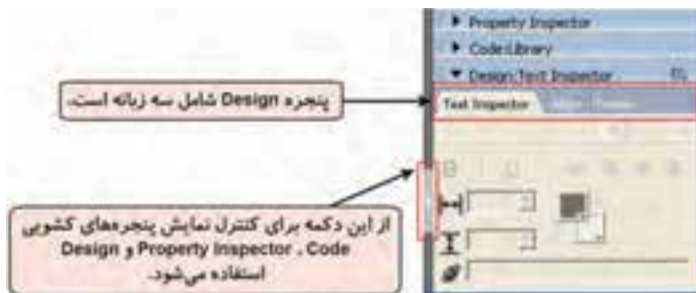 Property Inspector
Code Library
Design: Text Inspector
Text Inspector
پنجره Design شامل سه زبانه است.
از این دکمه برای کنترل نمایش پنجره‌های کشویی
Property Inspector ، Code و Design
استفاده می‌شود.